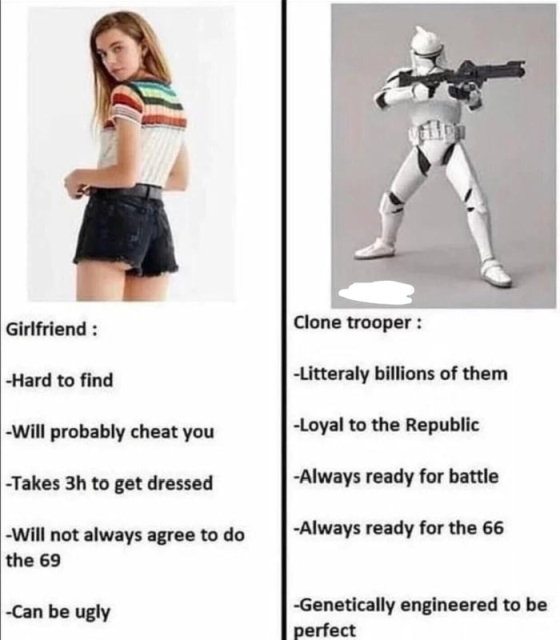 Girlfriend :
-Hard to find
-Will probably cheat you
-Takes 3h to get dressed
-Will not always agree to do
the 69
-Can be ugly
Clone trooper :
-Litteraly billions of them
-Loyal to the Republic
-Always ready for battle
-Always ready for the 66
-Genetically engineered to be
perfect